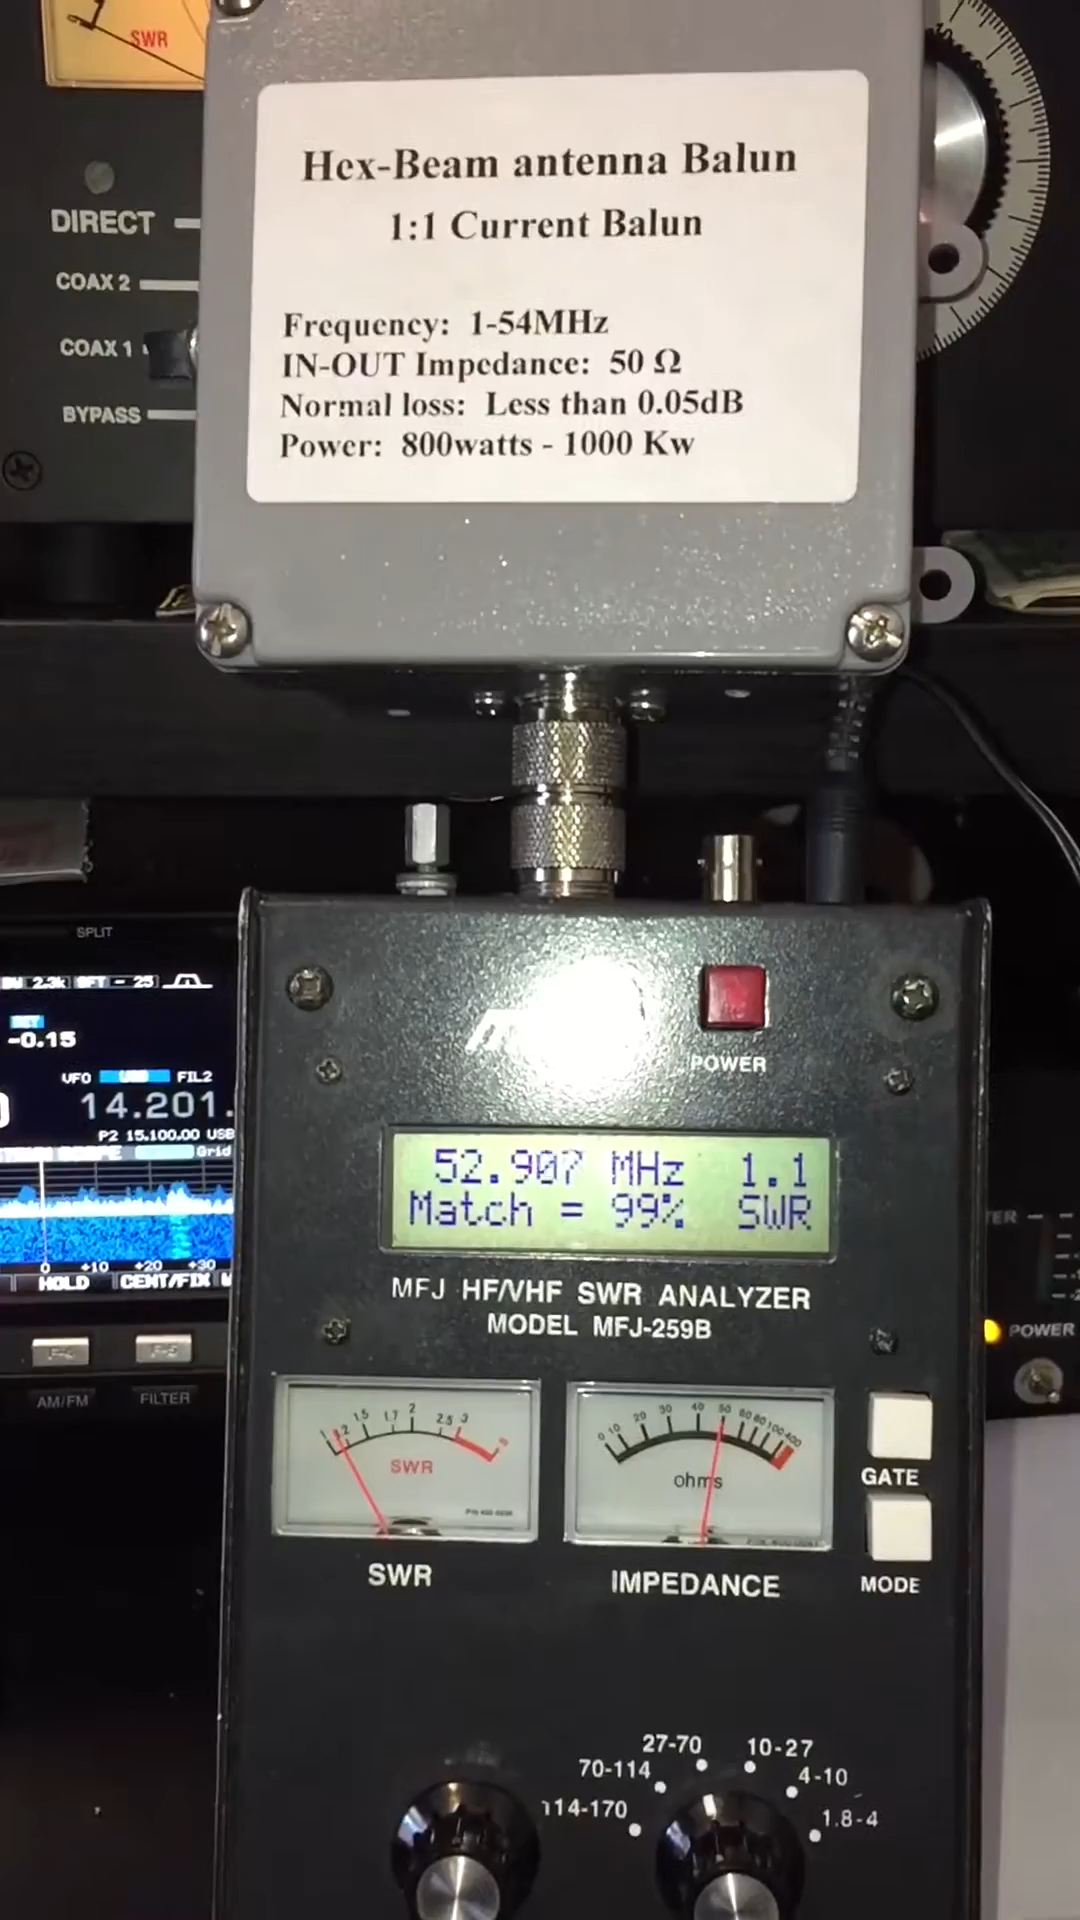 SWR
Hex-Beam antenna Balun
1:1 Current Balun
Frequency: 1-54MHz
IN-OUT Impedance: 50 Ω
Normal loss: Less than 0.05dB
Power: 800watts - 1000 Kw
DIRECT
COAX 2
COAX 1
BYPASS
SPLIT
2.3k SFT - 25
-0.15
VFO FIL2
14.201.
P2 15.100.00 USB
Grid
0 +10 +20 +30
HOLD CENT/FIX
AM/FM FILTER
POWER
52.907 MHz 1.1
Match = 99% SWR
MFJ HF/VHF SWR ANALYZER
MODEL MFJ-259B
POWER
1 1.2 1.5 1.7 2 2.5 3
SWR
SWR
0 10 20 30 40 50 60 80 100 400
ohms
IMPEDANCE
GATE
MODE
27-70
10-27
70-114
4-10
114-170
1.8-4